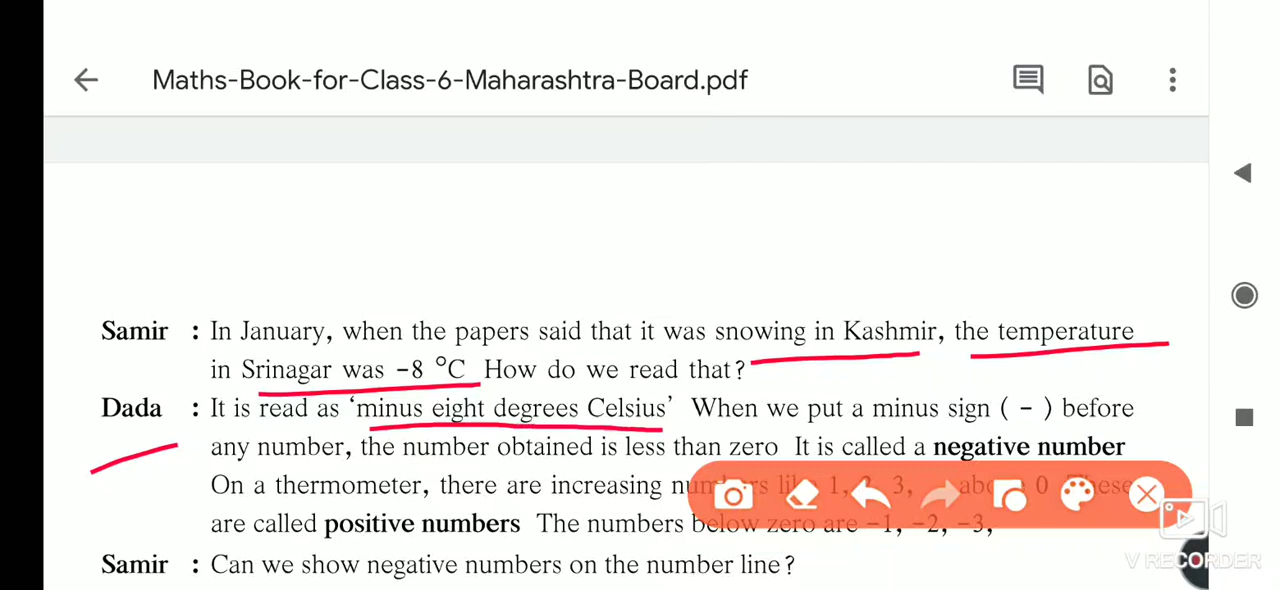 Maths-Book-for-Class-6-Maharashtra-Board.pdf
Samir : In January, when the papers said that it was snowing in Kashmir, the temperature
in Srinagar was -8 °C How do we read that?
Dada : It is read as ‘minus eight degrees Celsius’ When we put a minus sign ( - ) before
any number, the number obtained is less than zero It is called a negative number
On a thermometer, there are increasing 1, 3, 0
are called positive numbers The numbers below zero are -1, -2, -3,
Samir : Can we show negative numbers on the number line?
V RECORDER